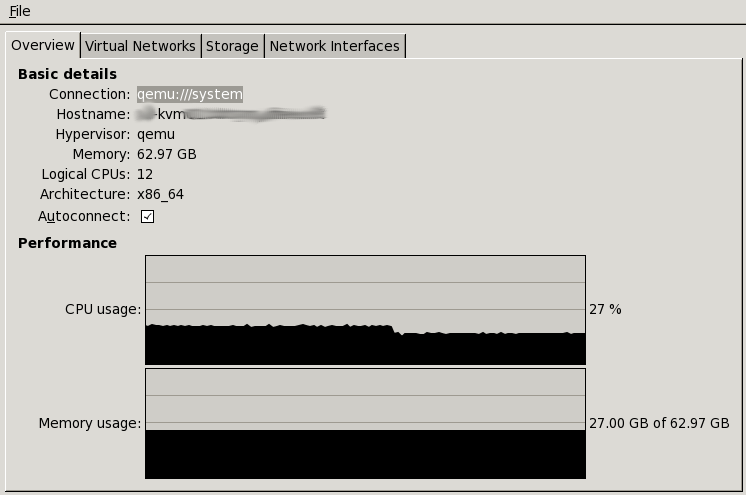 File
Overview Virtual Networks Storage Network Interfaces
Basic details
Connection: qemu:///system
Hostname: -kvm
Hypervisor: qemu
Memory: 62.97 GB
Logical CPUs: 12
Architecture: x86_64
Autoconnect:
Performance
CPU usage: 27 %
Memory usage: 27.00 GB of 62.97 GB